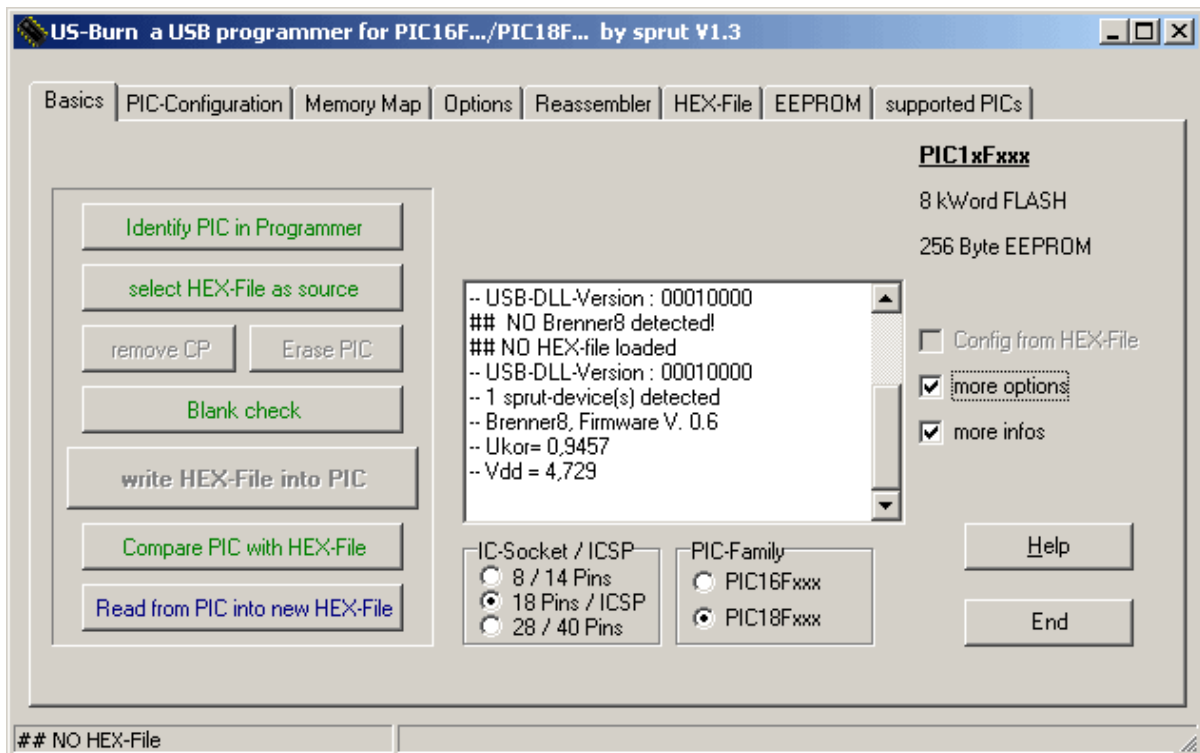 US-Burn a USB programmer for PIC16F.../PIC18F... by sprut V1.3
Basics PIC-Configuration Memory Map Options Reassembler HEX-File EEPROM supported PICs
PIC1xFxxx
8 kWord FLASH
256 Byte EEPROM
Identify PIC in Programmer
select HEX-File as source
remove CP Erase PIC
Blank check
write HEX-File into PIC
Compare PIC with HEX-File
Read from PIC into new HEX-File
-- USB-DLL-Version : 00010000
## NO Brenner8 detected!
## NO HEX-file loaded
-- USB-DLL-Version : 00010000
-- 1 sprut-device(s) detected
-- Brenner8, Firmware V. 0.6
-- Ukor= 0,9457
-- Vdd = 4,729
IC-Socket / ICSP
8 / 14 Pins
18 Pins / ICSP
28 / 40 Pins
PIC-Family
PIC16Fxxx
PIC18Fxxx
Config from HEX-File
more options
more infos
Help
End
## NO HEX-File